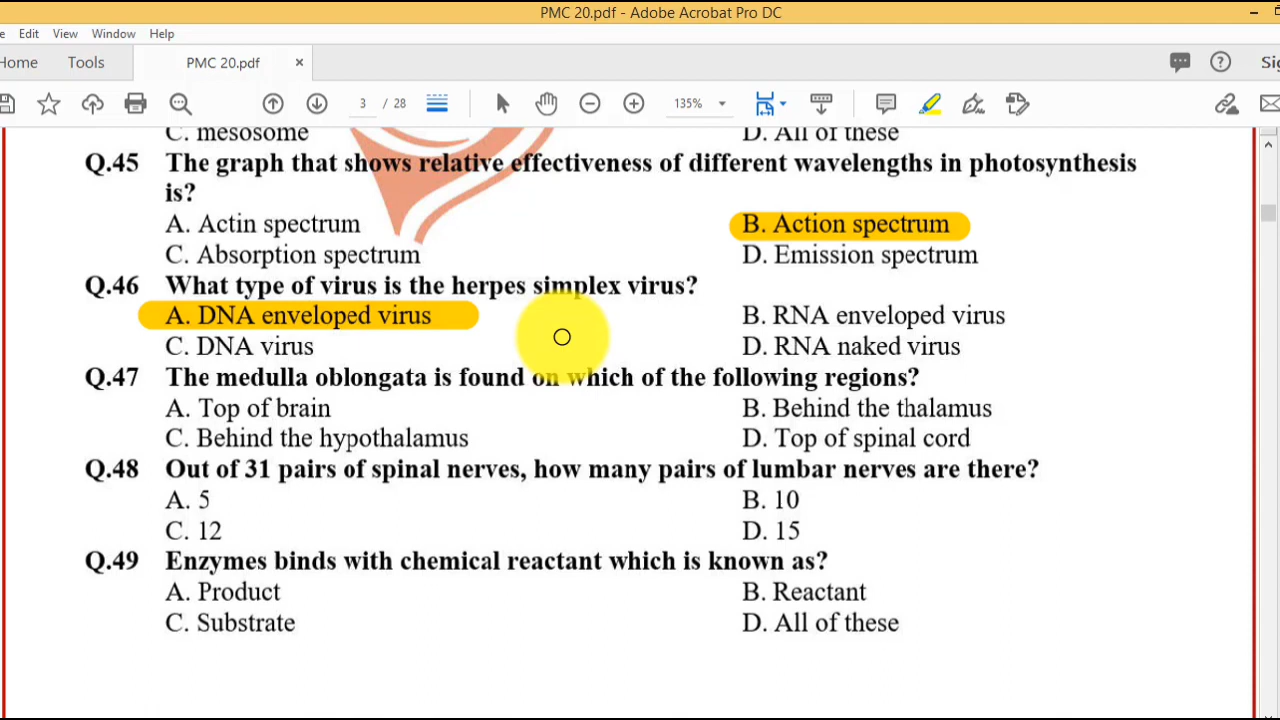 PMC 20.pdf - Adobe Acrobat Pro DC
Edit View Window Help
Home Tools PMC 20.pdf ×
3 / 28 135%
C. mesosome D. All of these
Q.45 The graph that shows relative effectiveness of different wavelengths in photosynthesis
is?
A. Actin spectrum B. Action spectrum
C. Absorption spectrum D. Emission spectrum
Q.46 What type of virus is the herpes simplex virus?
A. DNA enveloped virus B. RNA enveloped virus
C. DNA virus D. RNA naked virus
Q.47 The medulla oblongata is found on which of the following regions?
A. Top of brain B. Behind the thalamus
C. Behind the hypothalamus D. Top of spinal cord
Q.48 Out of 31 pairs of spinal nerves, how many pairs of lumbar nerves are there?
A. 5 B. 10
C. 12 D. 15
Q.49 Enzymes binds with chemical reactant which is known as?
A. Product B. Reactant
C. Substrate D. All of these